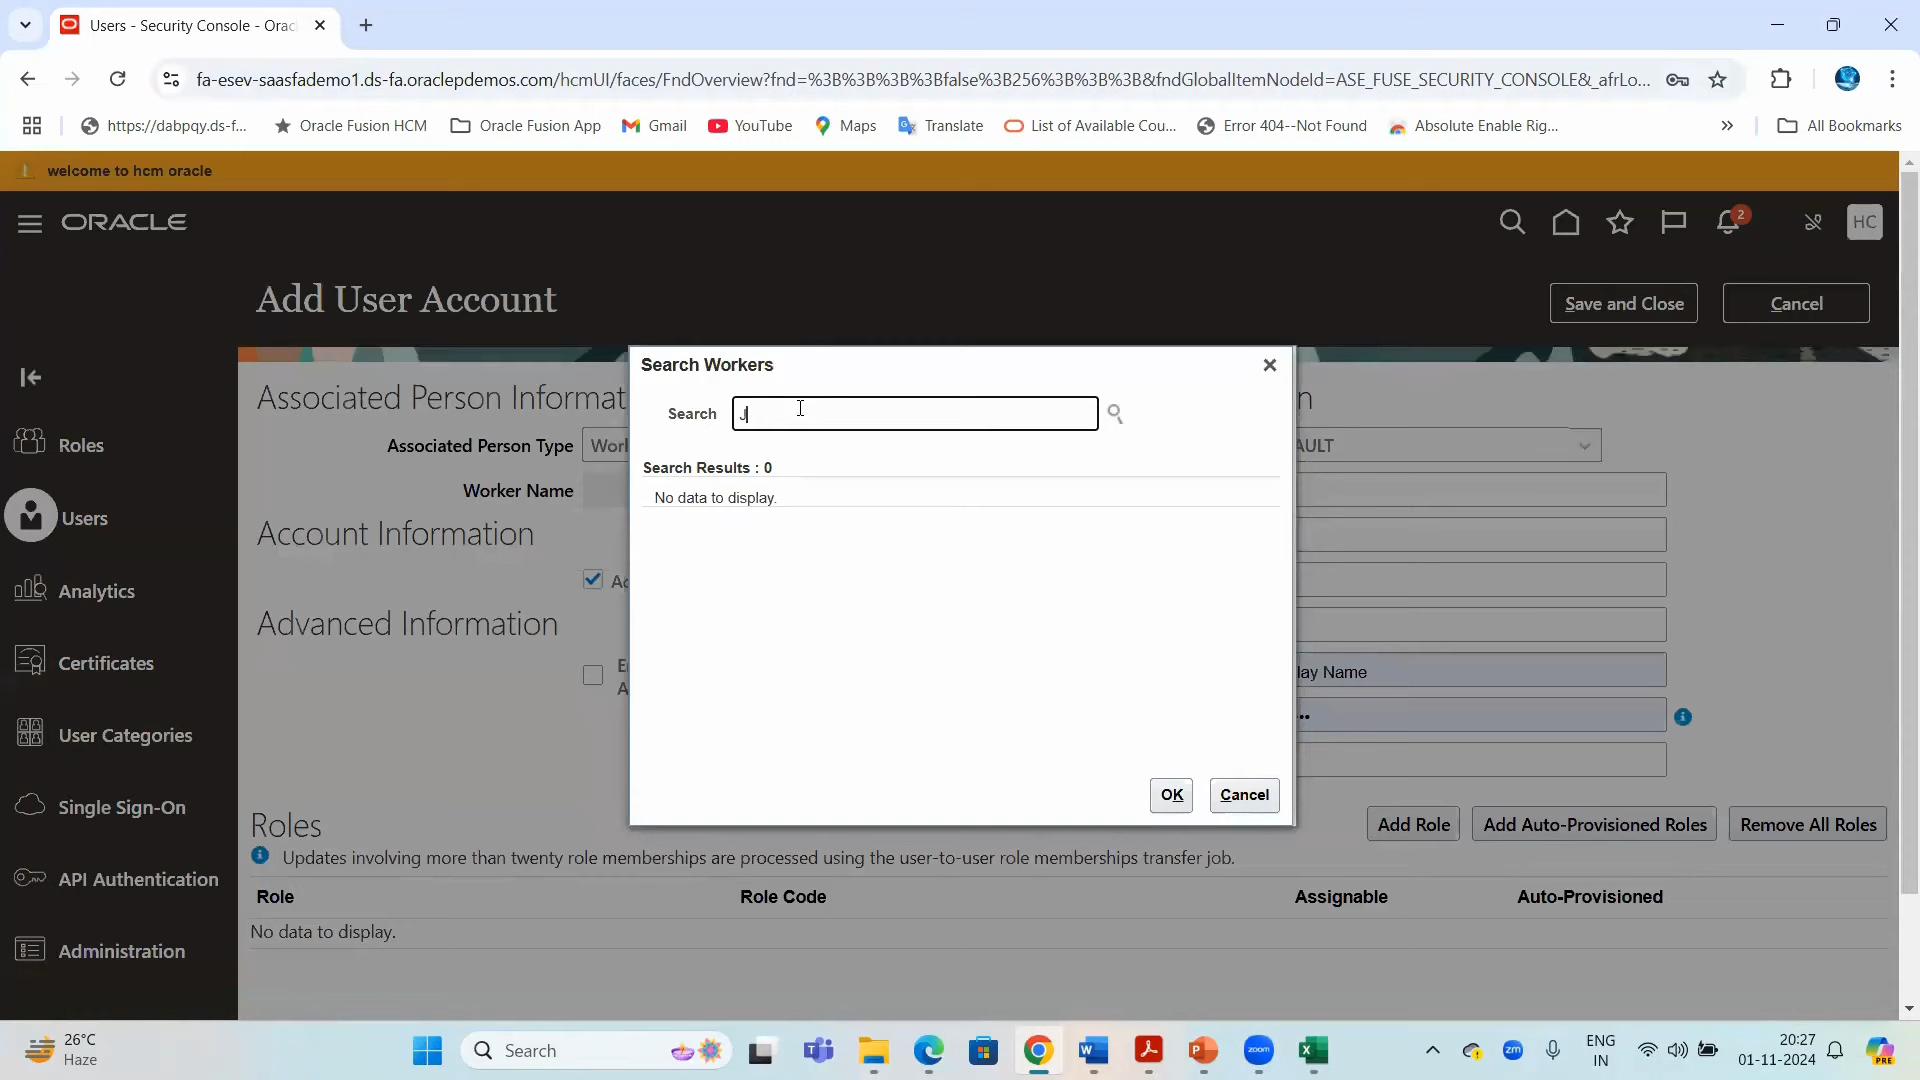 Users - Security Console - Orac
fa-esev-saasfademo1.ds-fa.oraclepdemos.com/hcmUI/faces/FndOverview?fnd=%3B%3B%3B%3Bfalse%3B256%3B%3B%3B&fndGlobalItemNodeId=ASE_FUSE_SECURITY_CONSOLE&_afrLo...
https://dabpqy.ds-f... Oracle Fusion HCM Oracle Fusion App Gmail YouTube Maps Translate List of Available Cou... Error 404--Not Found Absolute Enable Rig... » All Bookmarks
welcome to hcm oracle
ORACLE 2 HC
Add User Account Save and Close Cancel
Search Workers
Associated Person Informat n
Search J
Roles Associated Person Type Work AULT
Search Results : 0
Worker Name
No data to display.
Users Account Information
Analytics Ac
Advanced Information
Certificates E
lay Name
A
•••
User Categories
OK Cancel
Single Sign-On
Roles Add Role Add Auto-Provisioned Roles Remove All Roles
Updates involving more than twenty role memberships are processed using the user-to-user role memberships transfer job.
API Authentication
Role Role Code Assignable Auto-Provisioned
No data to display.
Administration
26°C
Haze
Search
zoom
zm
ENG
IN
20:27
01-11-2024
PRE